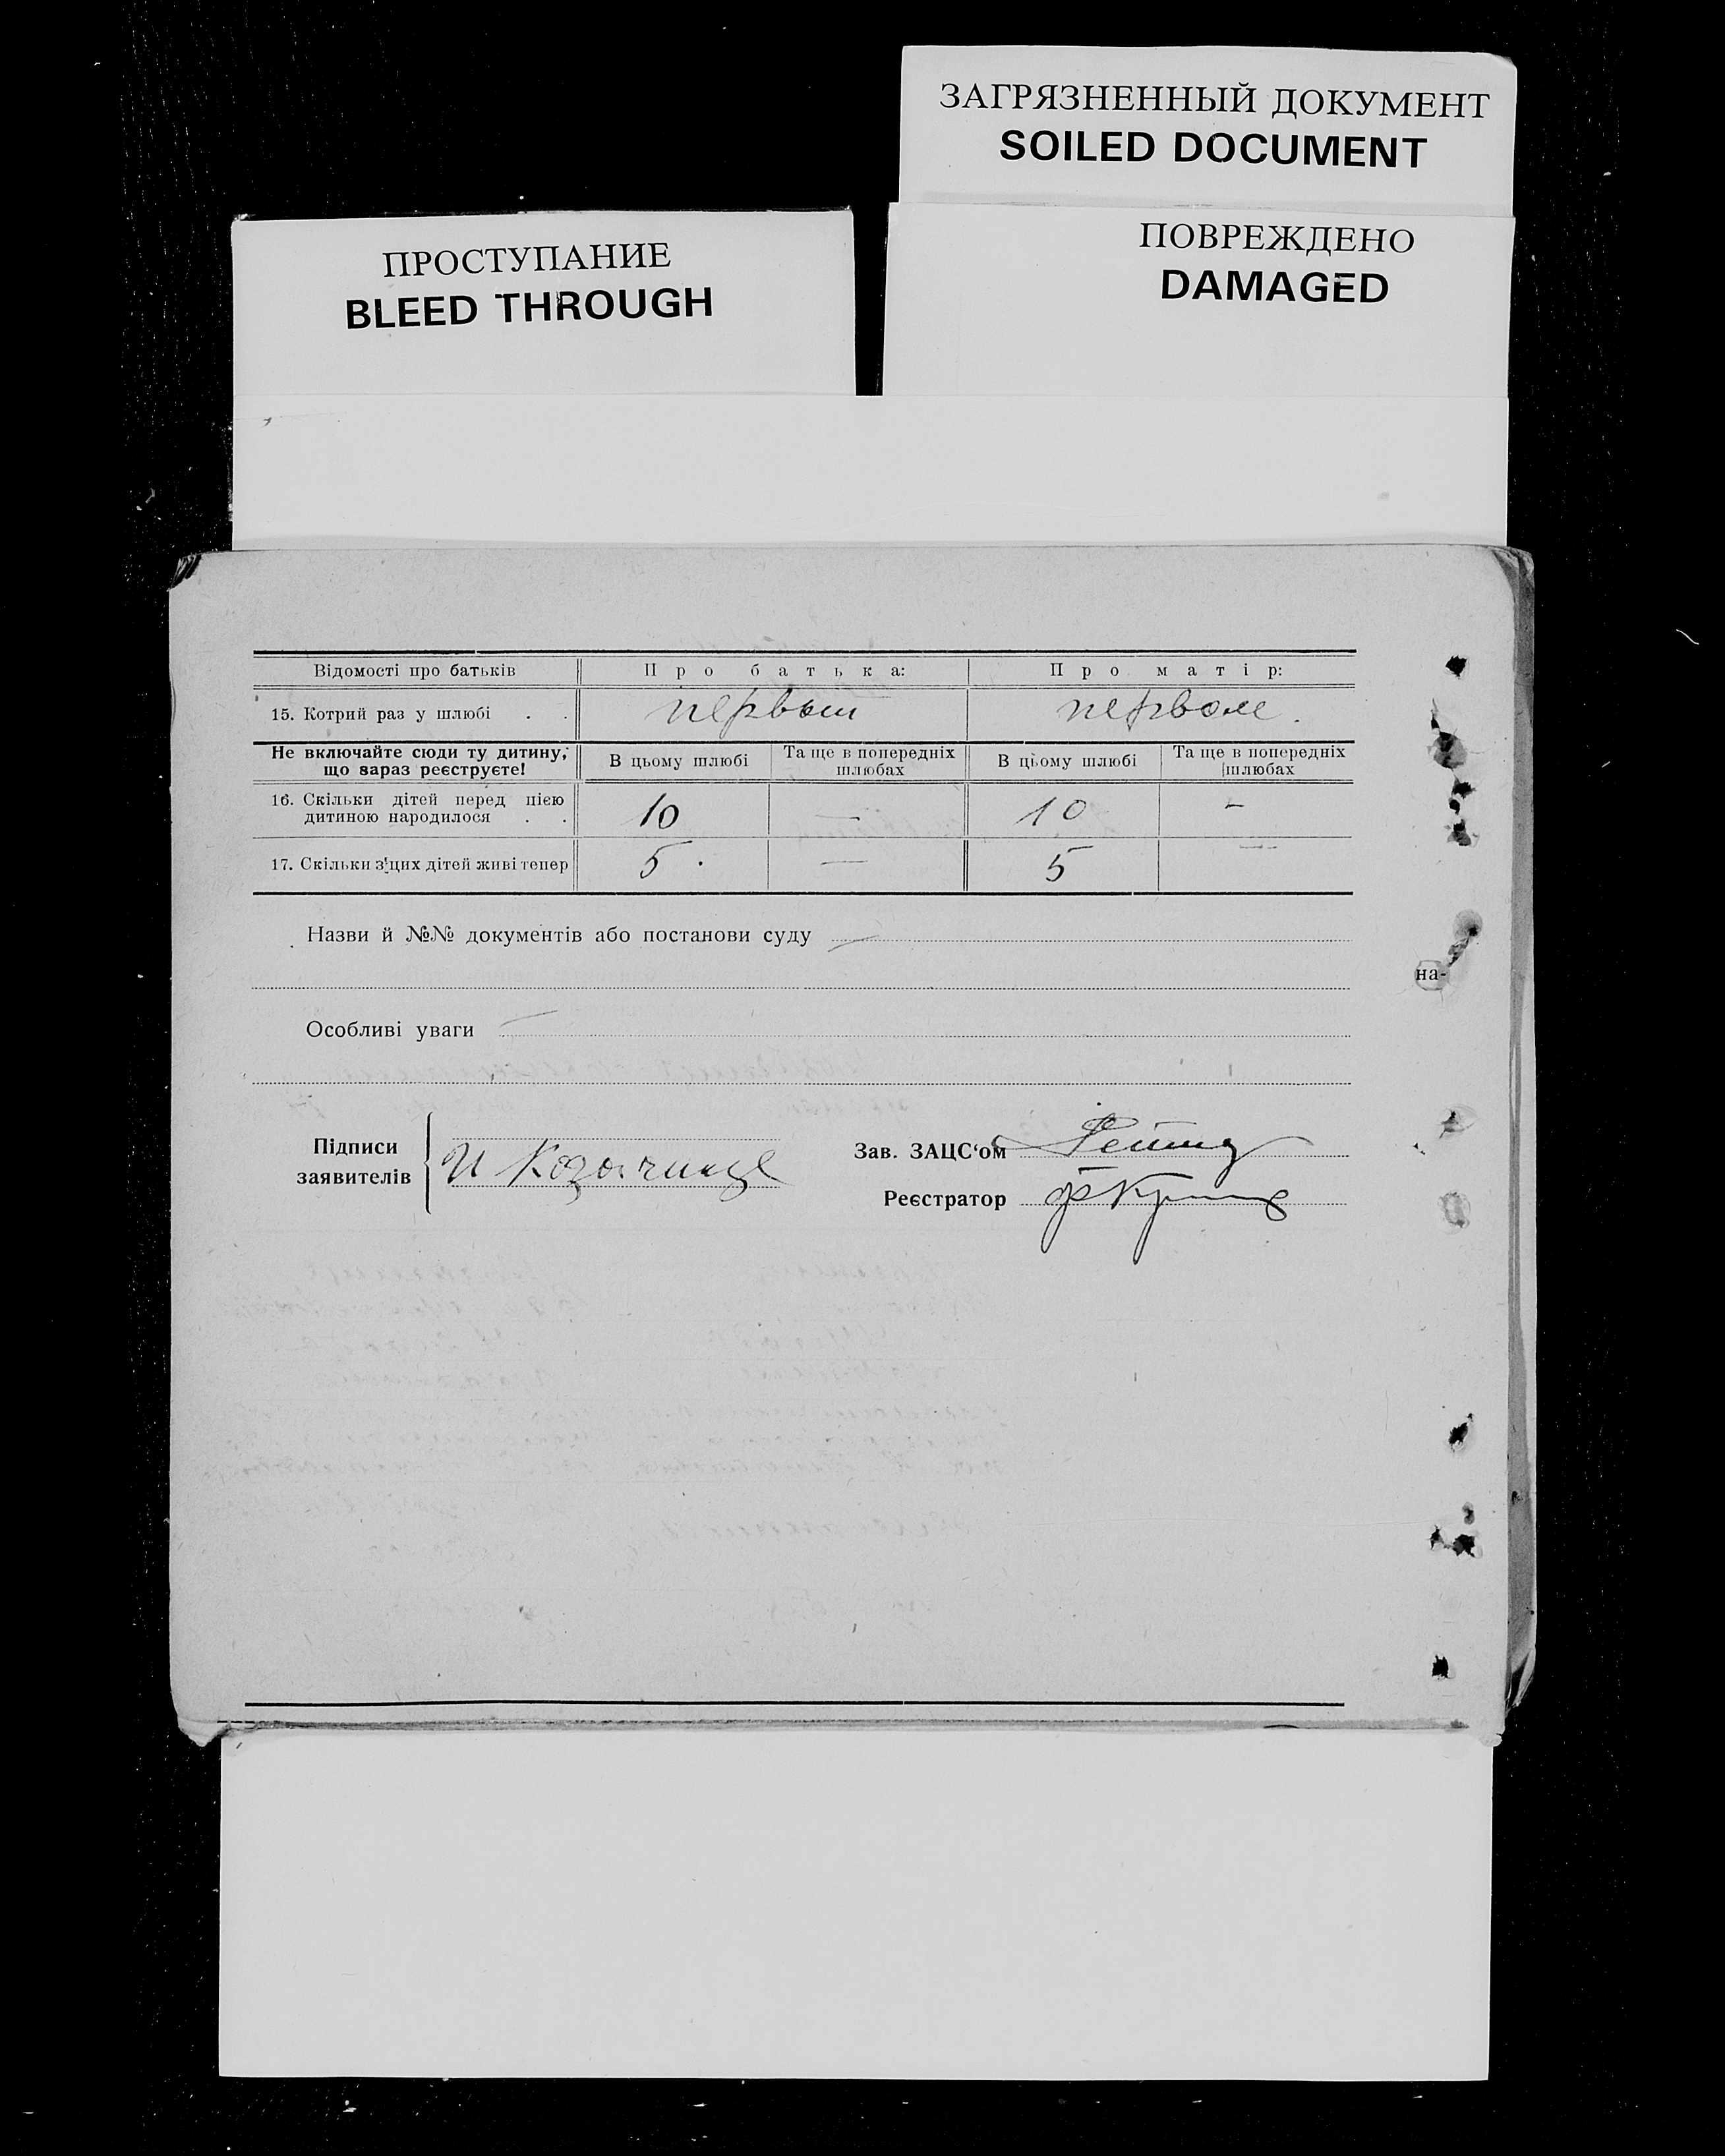 ЗАГРЯЗНЕННЫЙ ДОКУМЕНТ
SOILED DOCUMENT
ПОВРЕЖДЕНО
DAMAGED
ПРОСТУПАНИЕ
BLEED THROUGH
Відомості про батьків Про батька: Про матір:
15. Котрий раз у шлюбі . . первым первом.
Не включайте сюди ту дитину, що зараз реєструєте! В цьому шлюбі Та ще в попередніх шлюбах В цьому шлюбі Та ще в попередніх шлюбах
16. Скільки дітей перед цією
дитиною народилося . . 10 — 10 –
17. Скільки з цих дітей живі тепер 5 . — 5 —
Назви й №№ документів або постанови суду —
на-
Особливі уваги —
Підписи
заявителів
И
Зав. ЗАЦС‘ом
Реєстратор